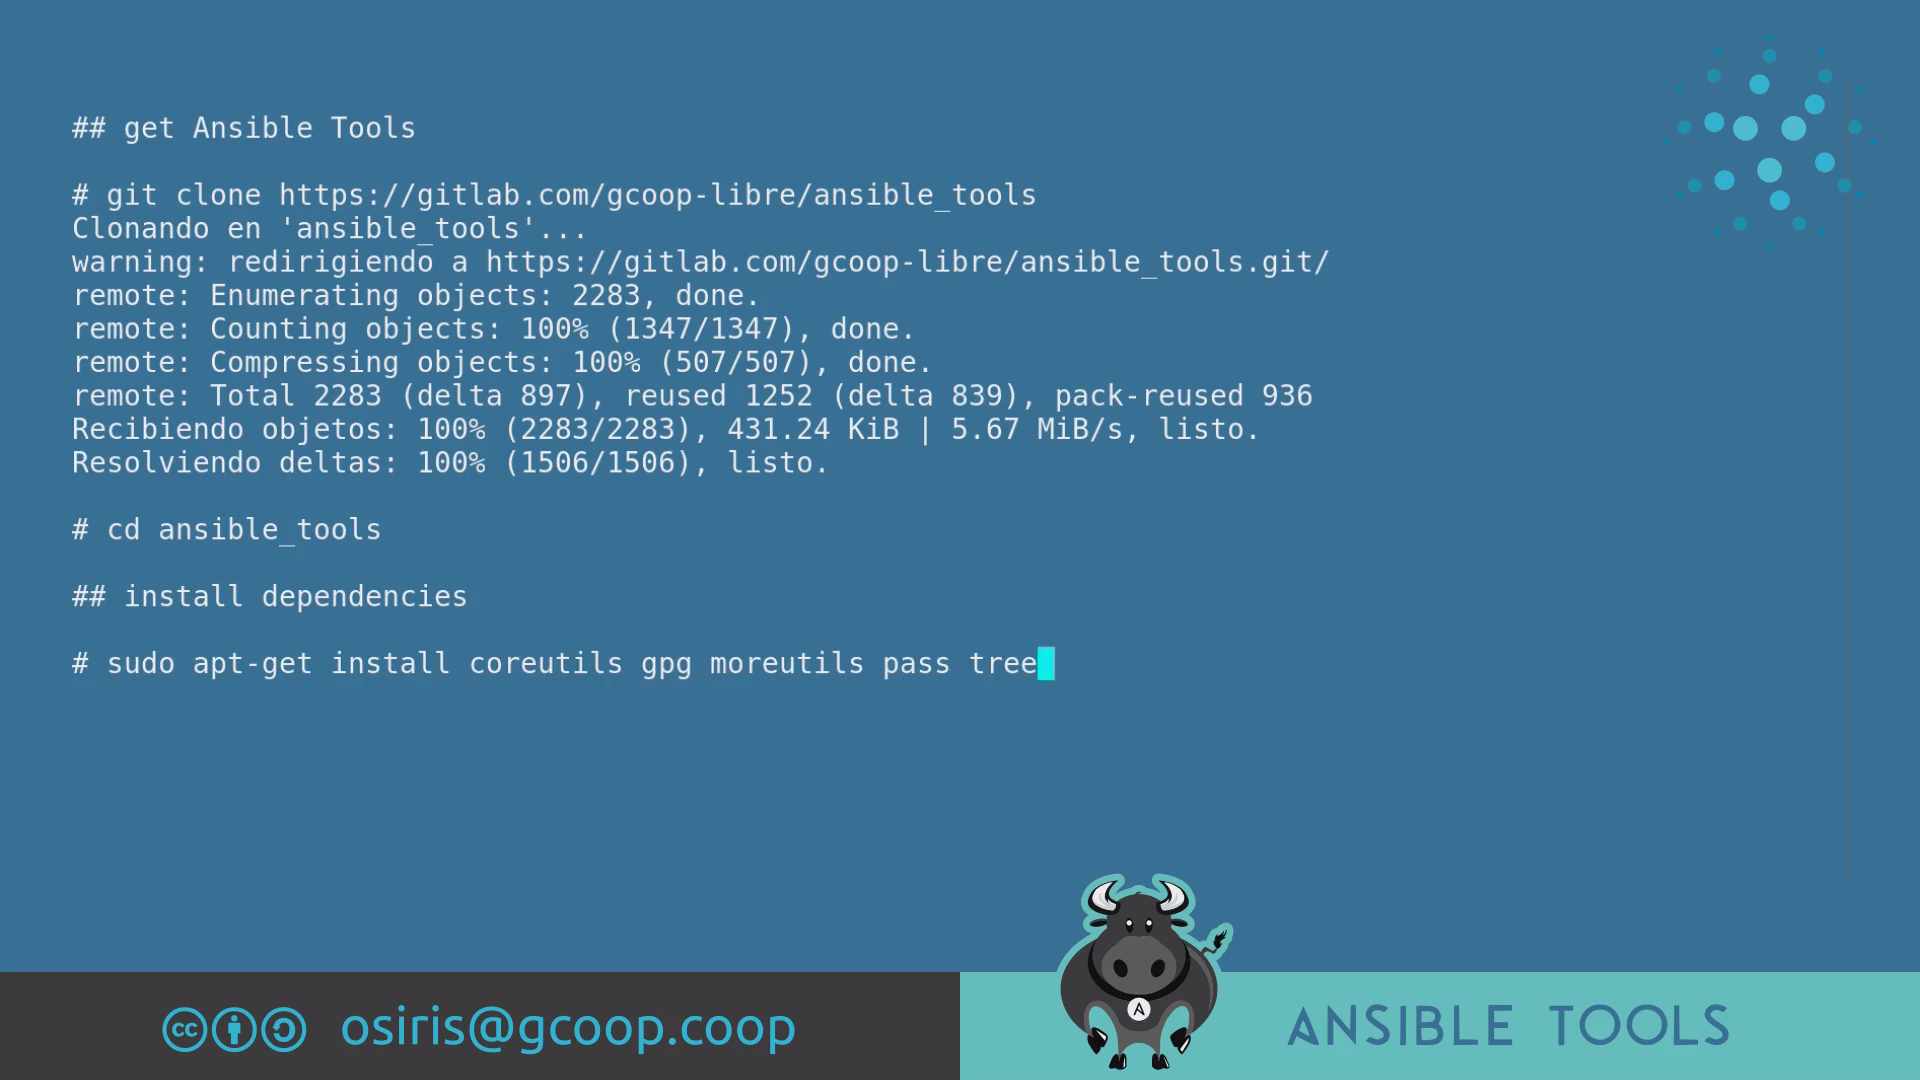 ## get Ansible Tools
# git clone https://gitlab.com/gcoop-libre/ansible_tools
Clonando en 'ansible_tools'...
warning: redirigiendo a https://gitlab.com/gcoop-libre/ansible_tools.git/
remote: Enumerating objects: 2283, done.
remote: Counting objects: 100% (1347/1347), done.
remote: Compressing objects: 100% (507/507), done.
remote: Total 2283 (delta 897), reused 1252 (delta 839), pack-reused 936
Recibiendo objetos: 100% (2283/2283), 431.24 KiB | 5.67 MiB/s, listo.
Resolviendo deltas: 100% (1506/1506), listo.
# cd ansible_tools
## install dependencies
# sudo apt-get install coreutils gpg moreutils pass tree
cc osiris@gcoop.coop
A
ANSIBLE TOOLS